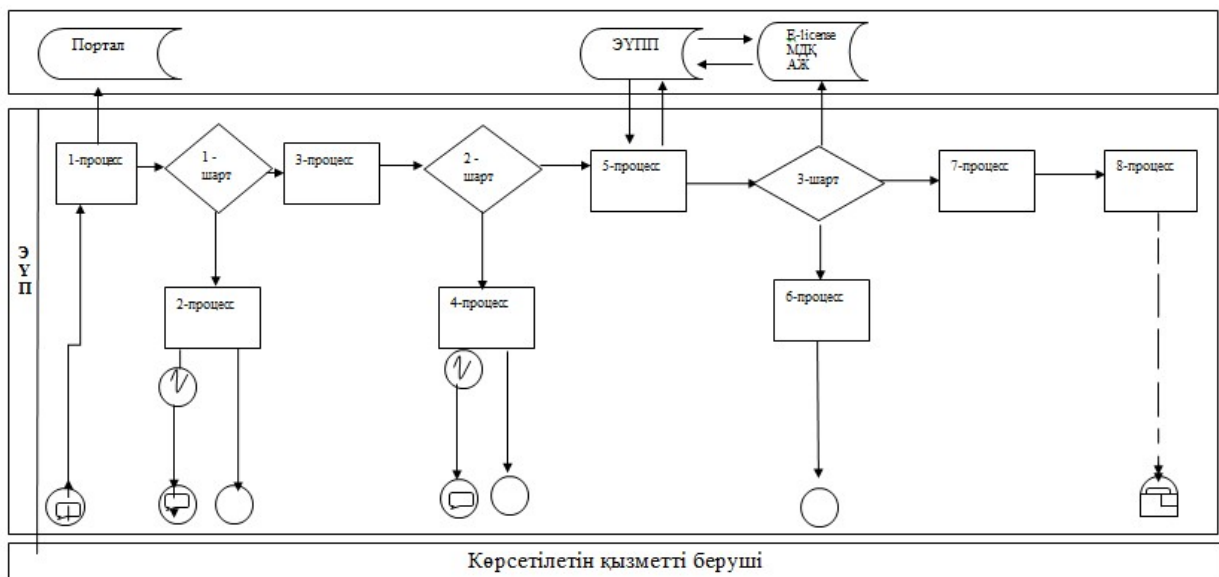 Портал
ЭҮПП
E-license
МДҚ
АЖ
1-процесс
1 -
шарт
3-процесс
2 -
шарт
5-процесс
3-шарт
7-процесс
8-процесс
Э
Ү
П
2-процесс
4-процесс
6-процесс
Көрсетілетін қызметті беруші